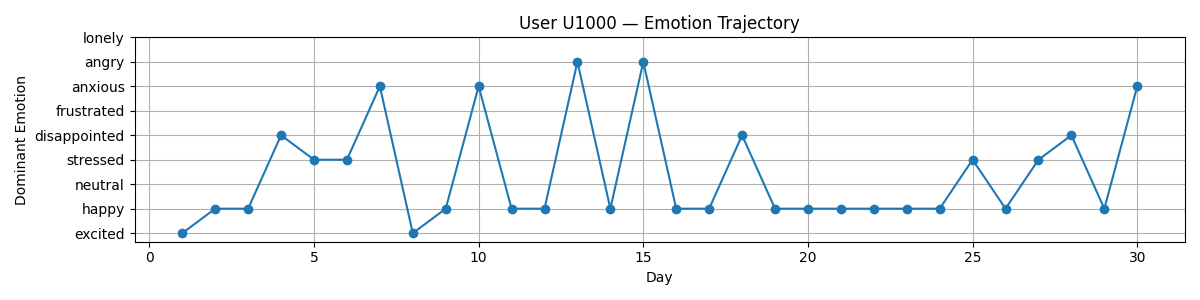 User U1000 — Emotion Trajectory
Dominant Emotion
lonely
angry
anxious
frustrated
disappointed
stressed
neutral
happy
excited
0 5 10 15 20 25 30
Day